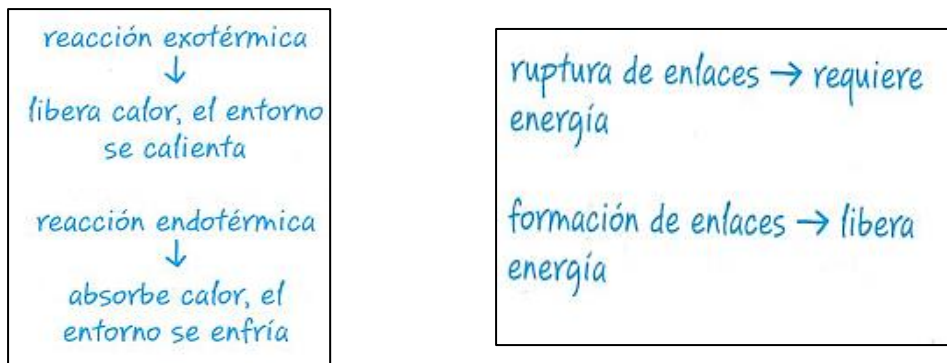 reacción exotérmica
↓
libera calor, el entorno
se calienta
reacción endotérmica
↓
absorbe calor, el
entorno se enfría
ruptura de enlaces → requiere
energía
formación de enlaces → libera
energía